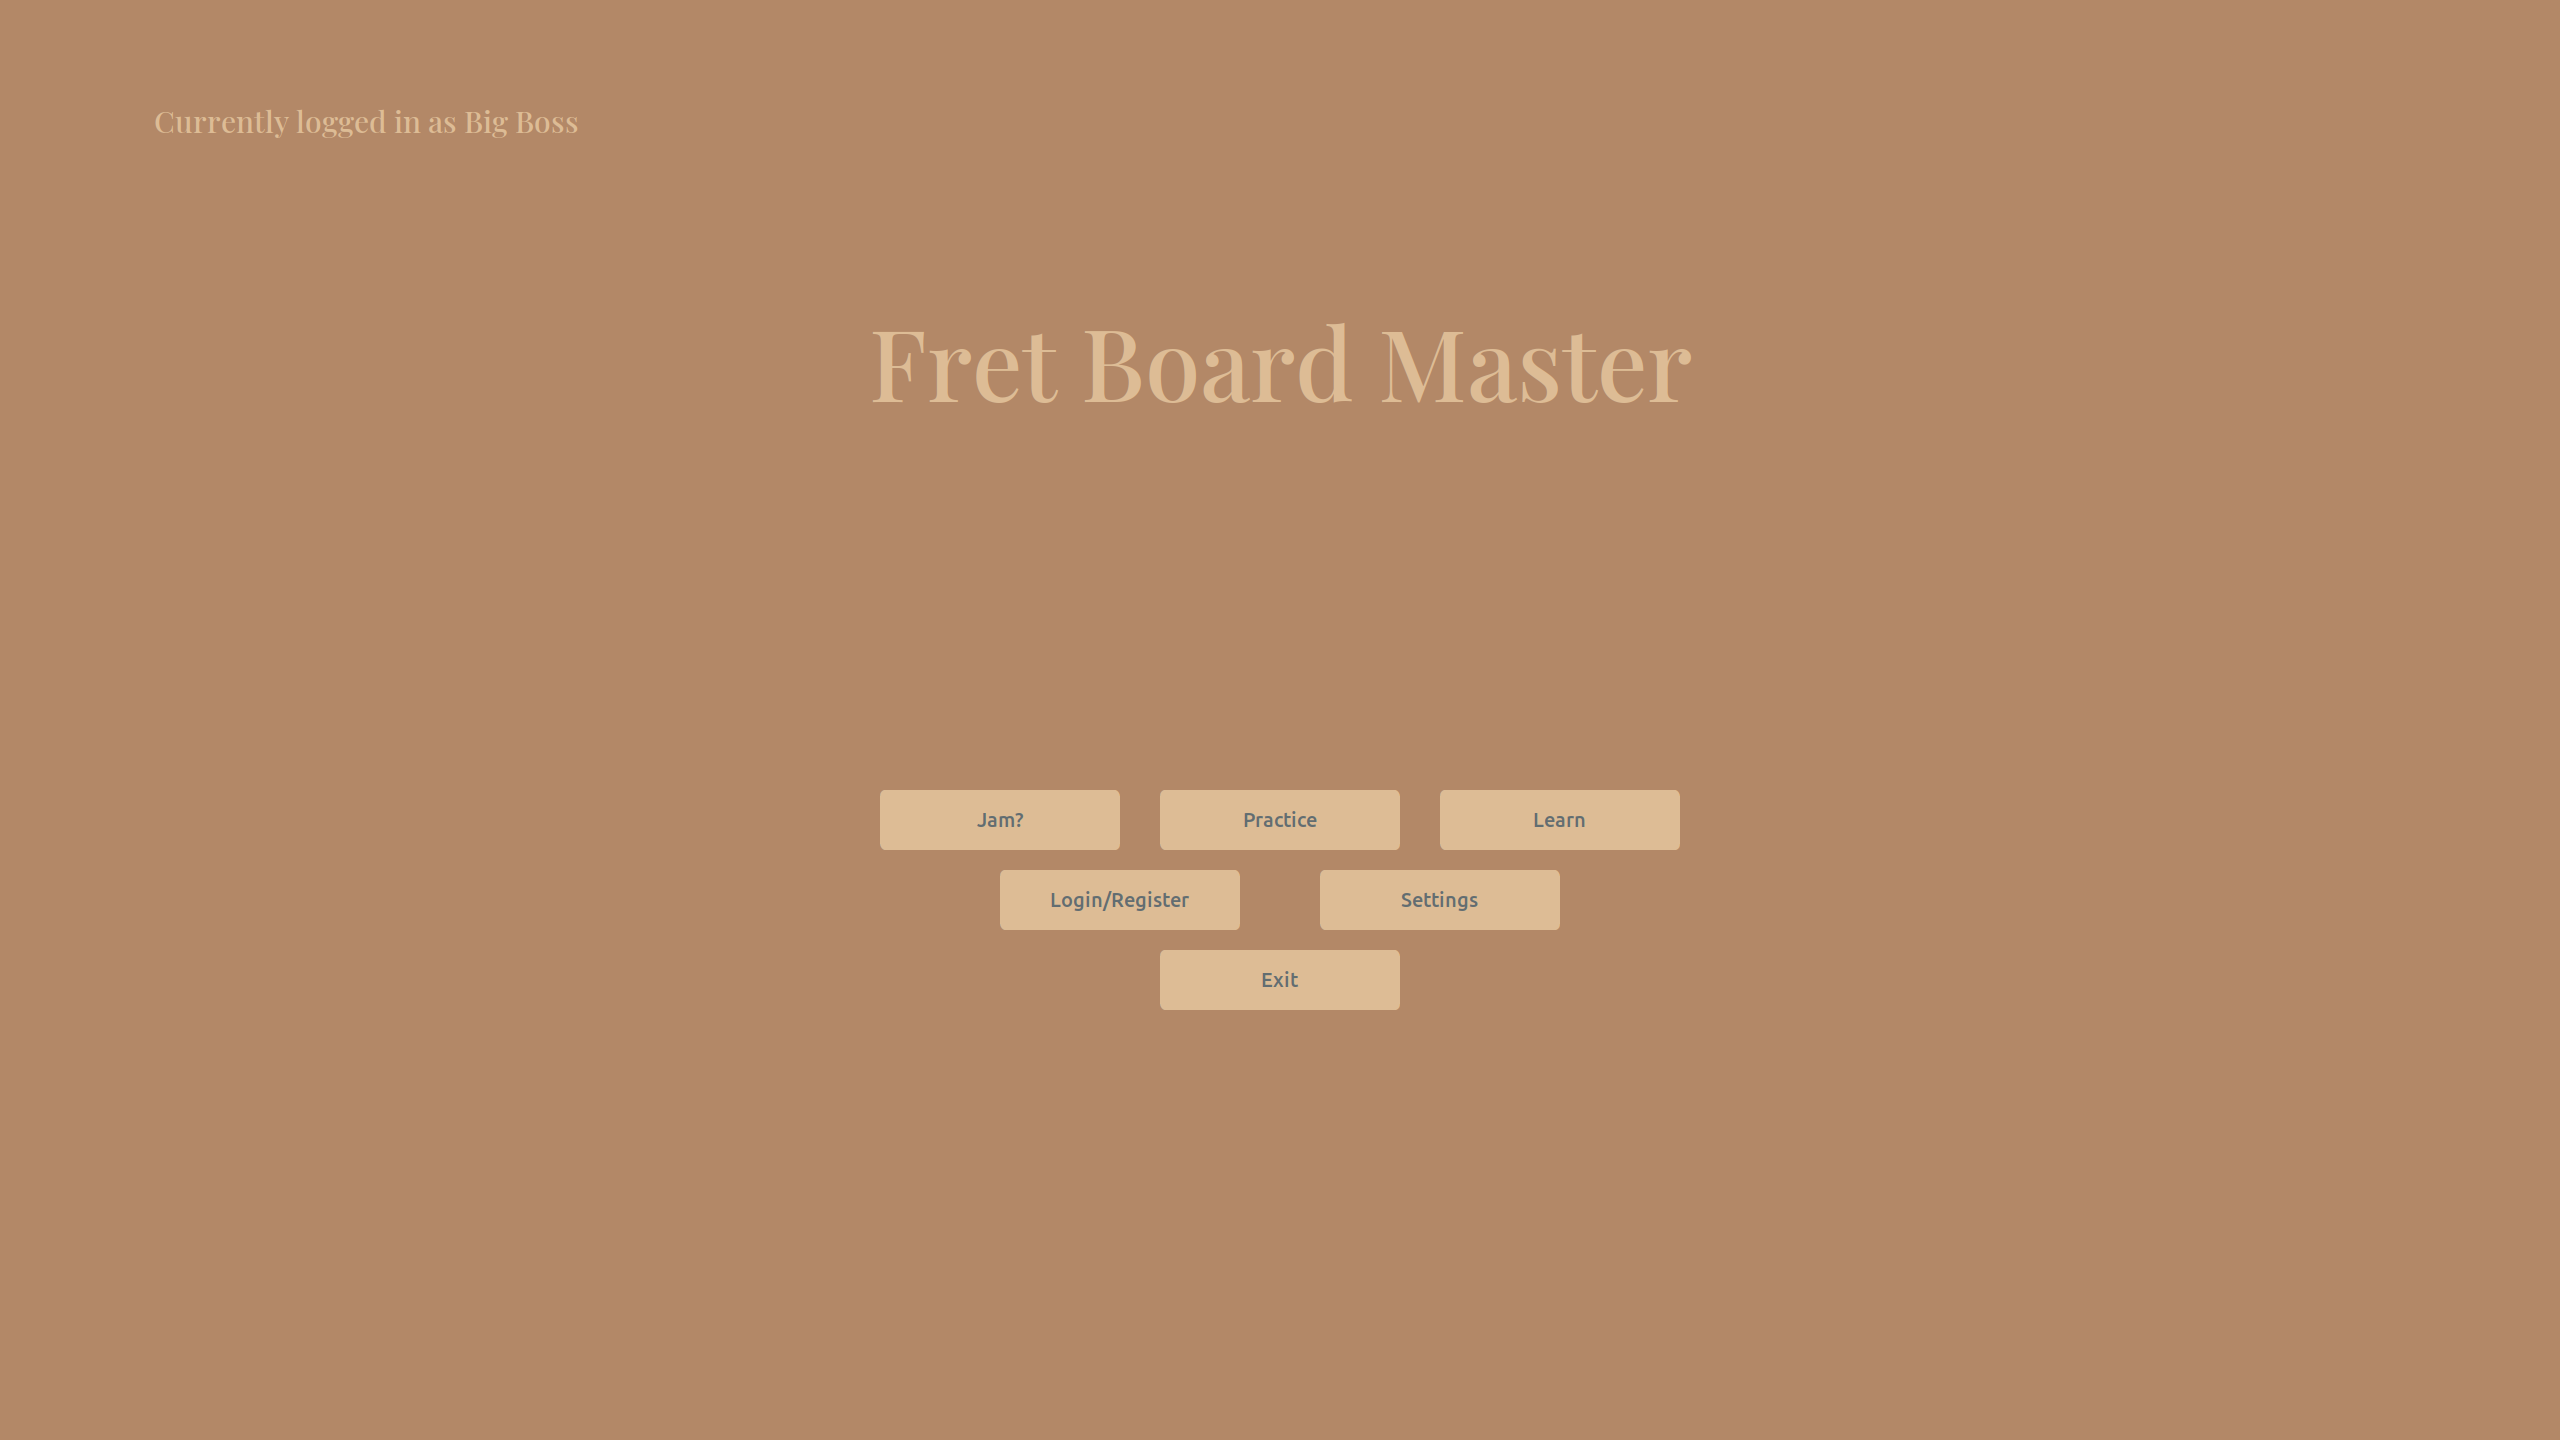 Currently logged in as Big Boss
Fret Board Master
Jam?
Practice
Learn
Login/Register
Settings
Exit